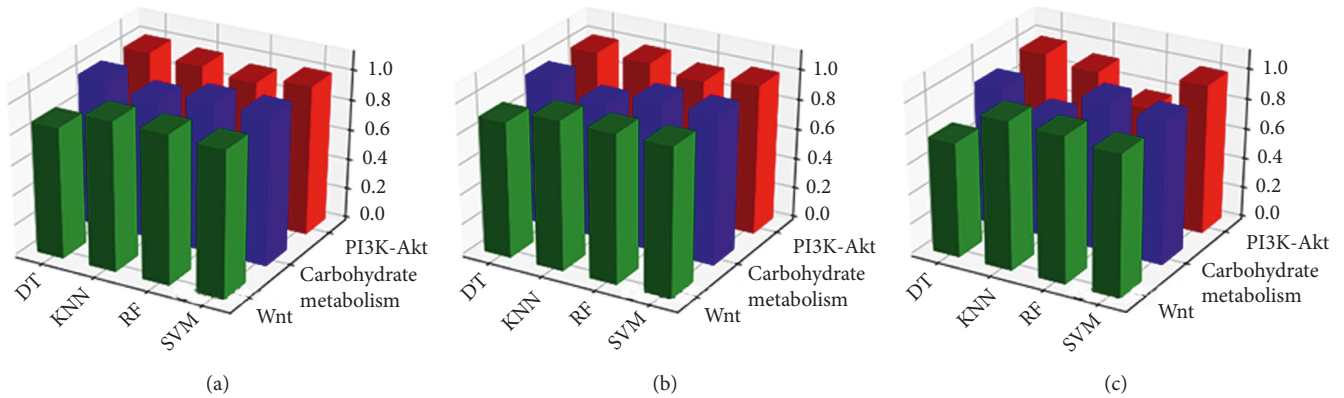 1.0
0.8
0.6
0.4
0.2
0.0
PI3K-Akt
Carbohydrate
metabolism
Wnt
DT
KNN
RF
SVM
(a)
1.0
0.8
0.6
0.4
0.2
0.0
PI3K-Akt
Carbohydrate
metabolism
Wnt
DT
KNN
RF
SVM
(b)
1.0
0.8
0.6
0.4
0.2
0.0
PI3K-Akt
Carbohydrate
metabolism
Wnt
DT
KNN
RF
SVM
(c)